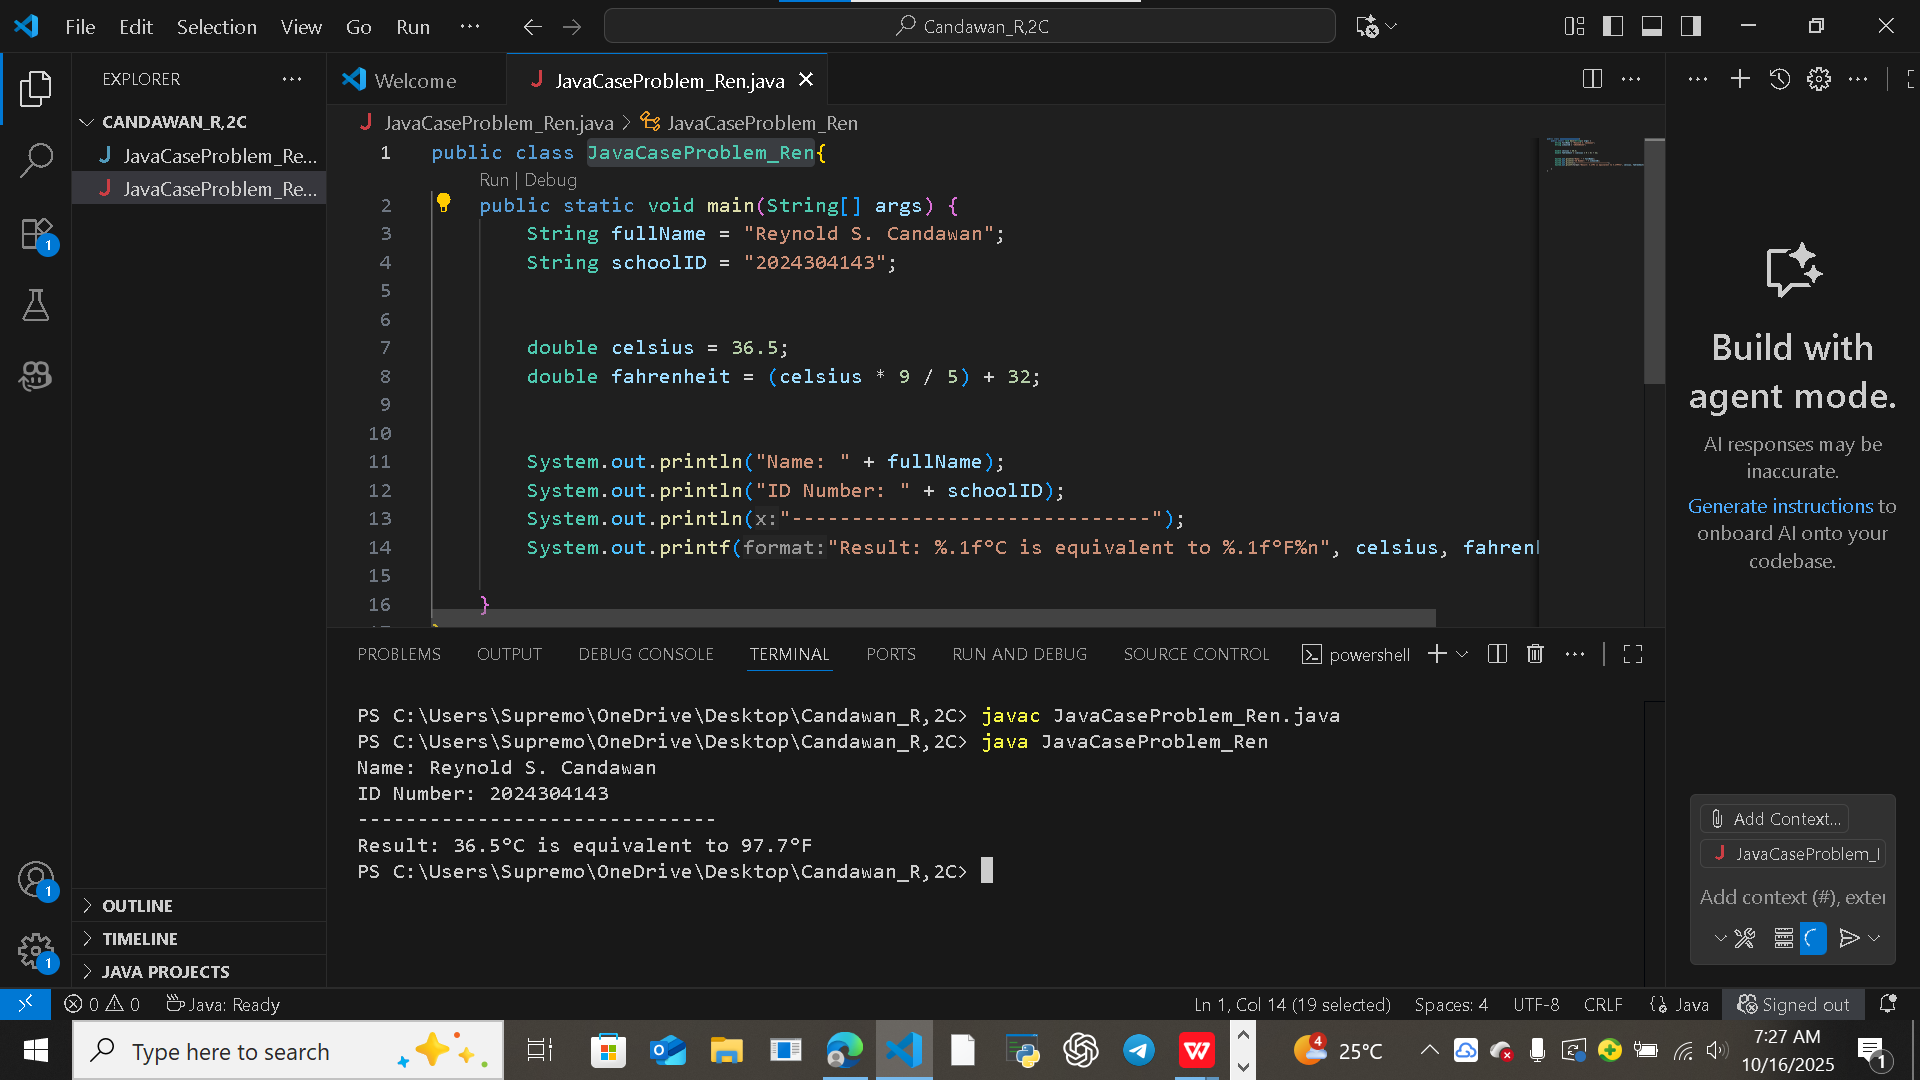 File Edit Selection View Go Run ···
Candawan_R,2C
EXPLORER
CANDAWAN_R,2C
JavaCaseProblem_Re...
JavaCaseProblem_Re...
OUTLINE
TIMELINE
JAVA PROJECTS
Welcome
JavaCaseProblem_Ren.java
JavaCaseProblem_Ren.java > JavaCaseProblem_Ren
1 public class JavaCaseProblem_Ren{
Run | Debug
2 public static void main(String[] args) {
3 String fullName = "Reynold S. Candawan";
4 String schoolID = "2024304143";
5
6
7 double celsius = 36.5;
8 double fahrenheit = (celsius * 9 / 5) + 32;
9
10
11 System.out.println("Name: " + fullName);
12 System.out.println("ID Number: " + schoolID);
13 System.out.println(x:"------------------------------");
14 System.out.printf(format:"Result: %.1f°C is equivalent to %.1f°F%n", celsius, fahren
15
16 }
PROBLEMS OUTPUT DEBUG CONSOLE TERMINAL PORTS RUN AND DEBUG SOURCE CONTROL powershell
PS C:\Users\Supremo\OneDrive\Desktop\Candawan_R,2C> javac JavaCaseProblem_Ren.java
PS C:\Users\Supremo\OneDrive\Desktop\Candawan_R,2C> java JavaCaseProblem_Ren
Name: Reynold S. Candawan
ID Number: 2024304143
------------------------------
Result: 36.5°C is equivalent to 97.7°F
PS C:\Users\Supremo\OneDrive\Desktop\Candawan_R,2C>
Build with
agent mode.
AI responses may be
inaccurate.
Generate instructions to
onboard AI onto your
codebase.
Add Context...
JavaCaseProblem_
Add context (#), exter
1
1
1
0 0 Java: Ready
Ln 1, Col 14 (19 selected) Spaces: 4 UTF-8 CRLF Java Signed out
Type here to search
4
25°C
7:27 AM
10/16/2025
1